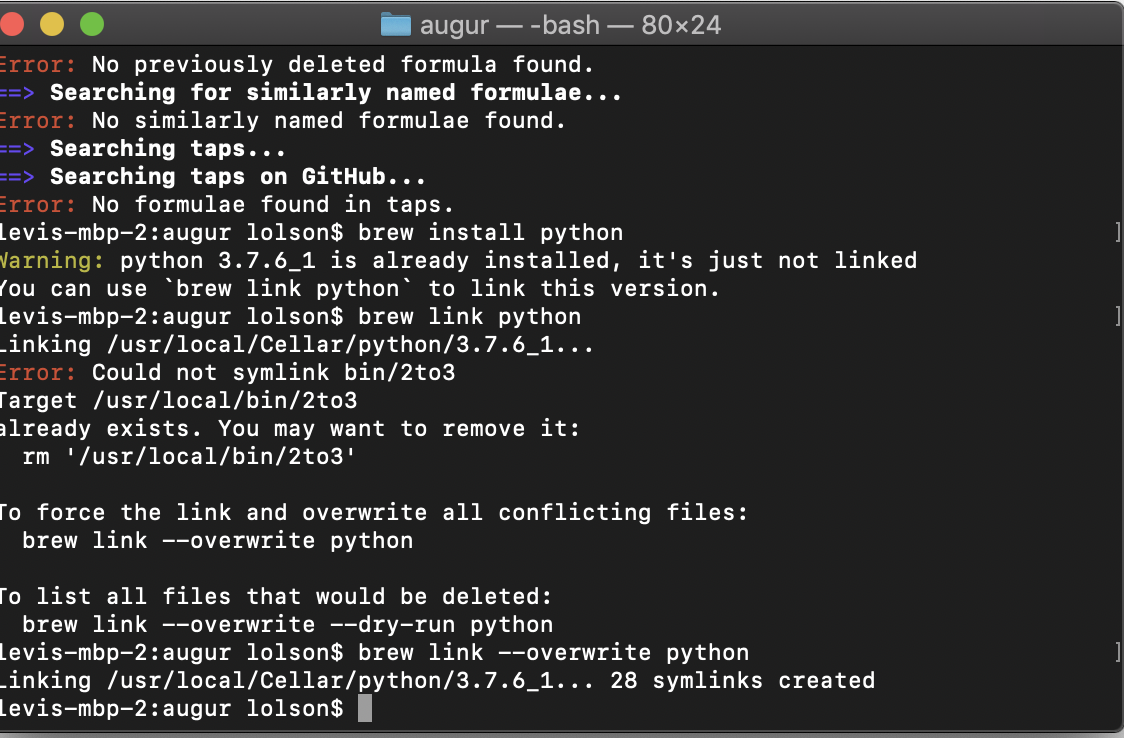 augur — -bash — 80×24
Error: No previously deleted formula found.
==> Searching for similarly named formulae...
Error: No similarly named formulae found.
==> Searching taps...
==> Searching taps on GitHub...
Error: No formulae found in taps.
levis-mbp-2:augur lolson$ brew install python ]
Warning: python 3.7.6_1 is already installed, it's just not linked
You can use `brew link python` to link this version.
levis-mbp-2:augur lolson$ brew link python ]
Linking /usr/local/Cellar/python/3.7.6_1...
Error: Could not symlink bin/2to3
Target /usr/local/bin/2to3
already exists. You may want to remove it:
  rm '/usr/local/bin/2to3'

To force the link and overwrite all conflicting files:
  brew link --overwrite python

To list all files that would be deleted:
  brew link --overwrite --dry-run python
levis-mbp-2:augur lolson$ brew link --overwrite python ]
Linking /usr/local/Cellar/python/3.7.6_1... 28 symlinks created
levis-mbp-2:augur lolson$